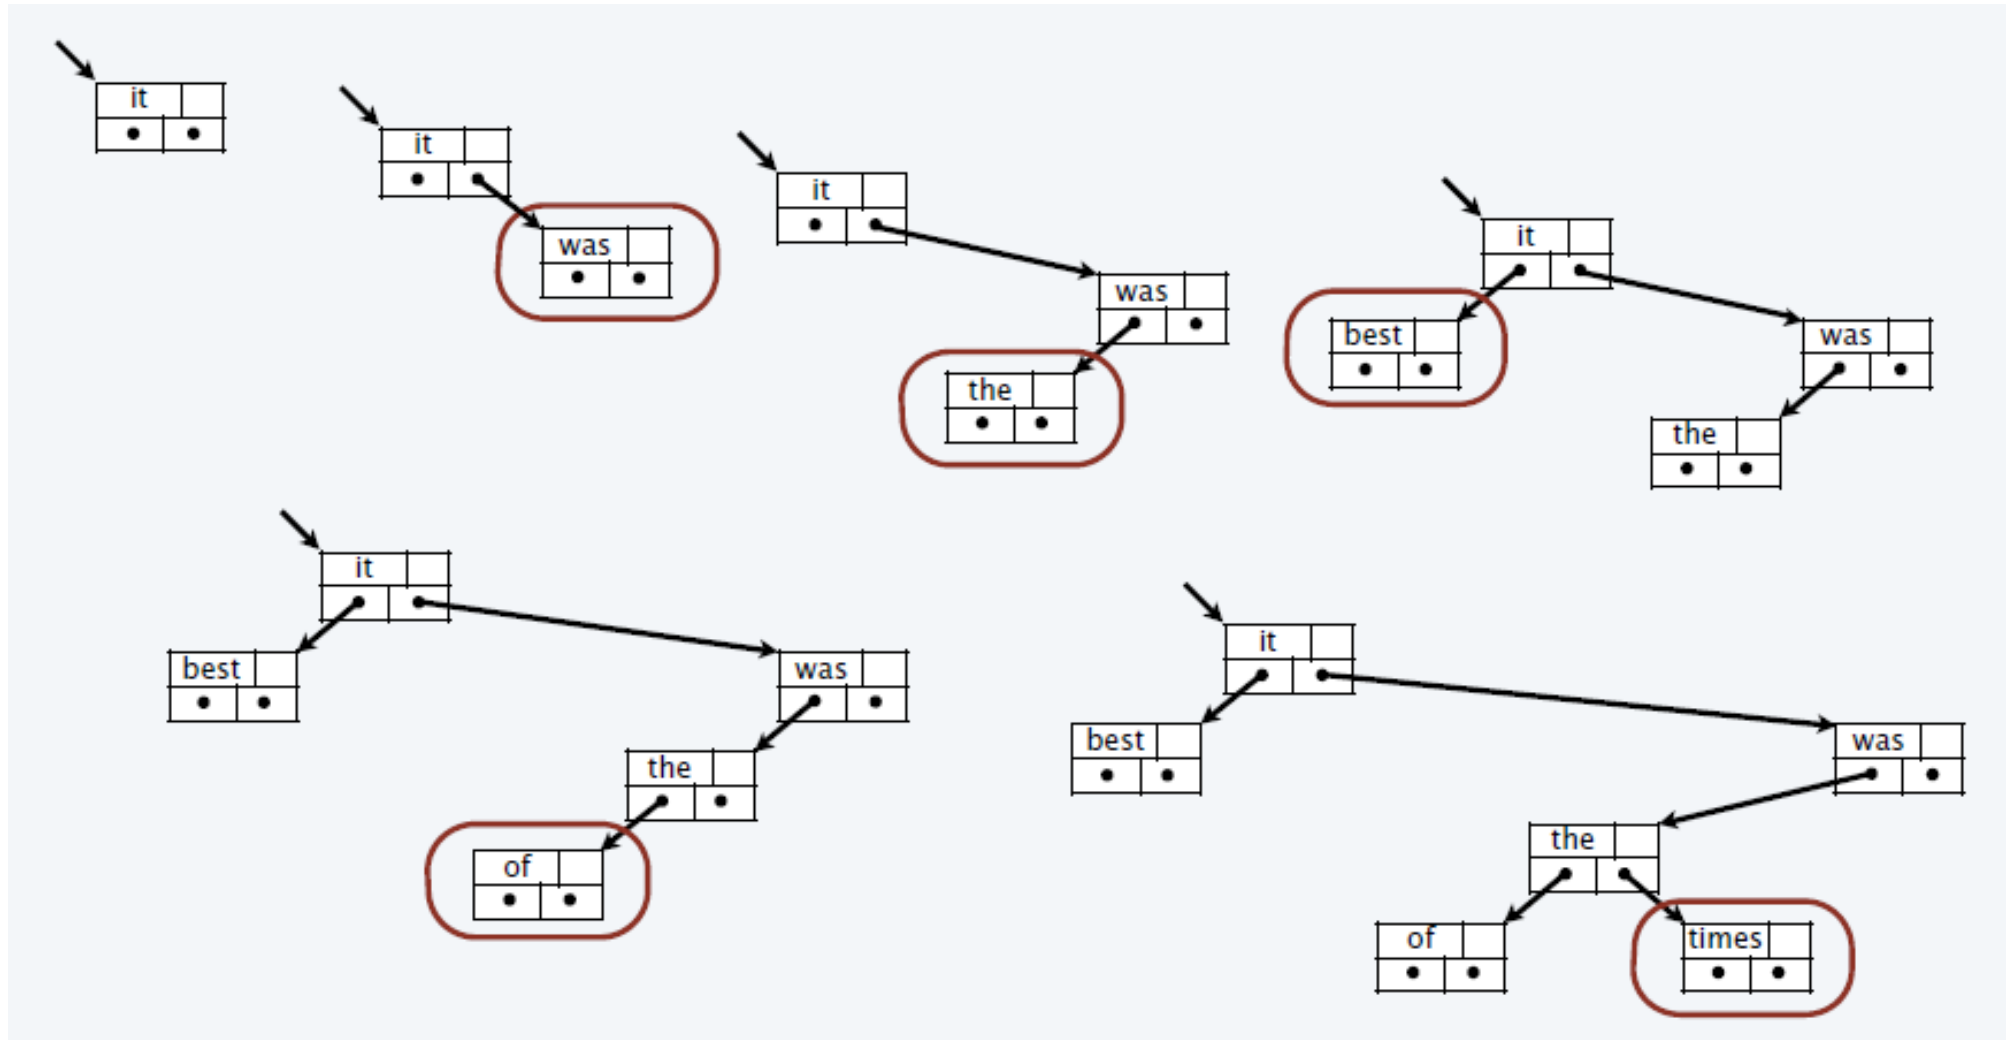 it
it
was
it
was
the
it
best
was
the
it
best
was
the
of
it
best
was
the
of
times